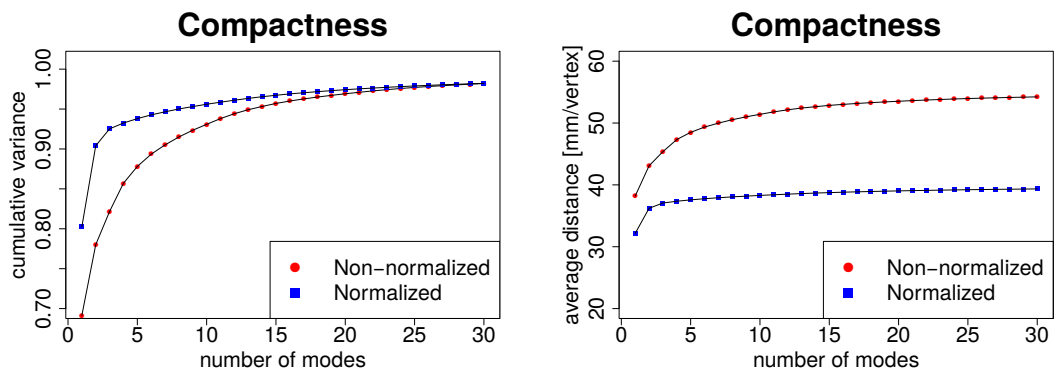 Compactness
cumulative variance
1.00
0.90
0.80
0.70
0 5 10 15 20 25 30
number of modes
Non−normalized
Normalized
Compactness
average distance [mm/vertex]
60
50
40
30
20
0 5 10 15 20 25 30
number of modes
Non−normalized
Normalized